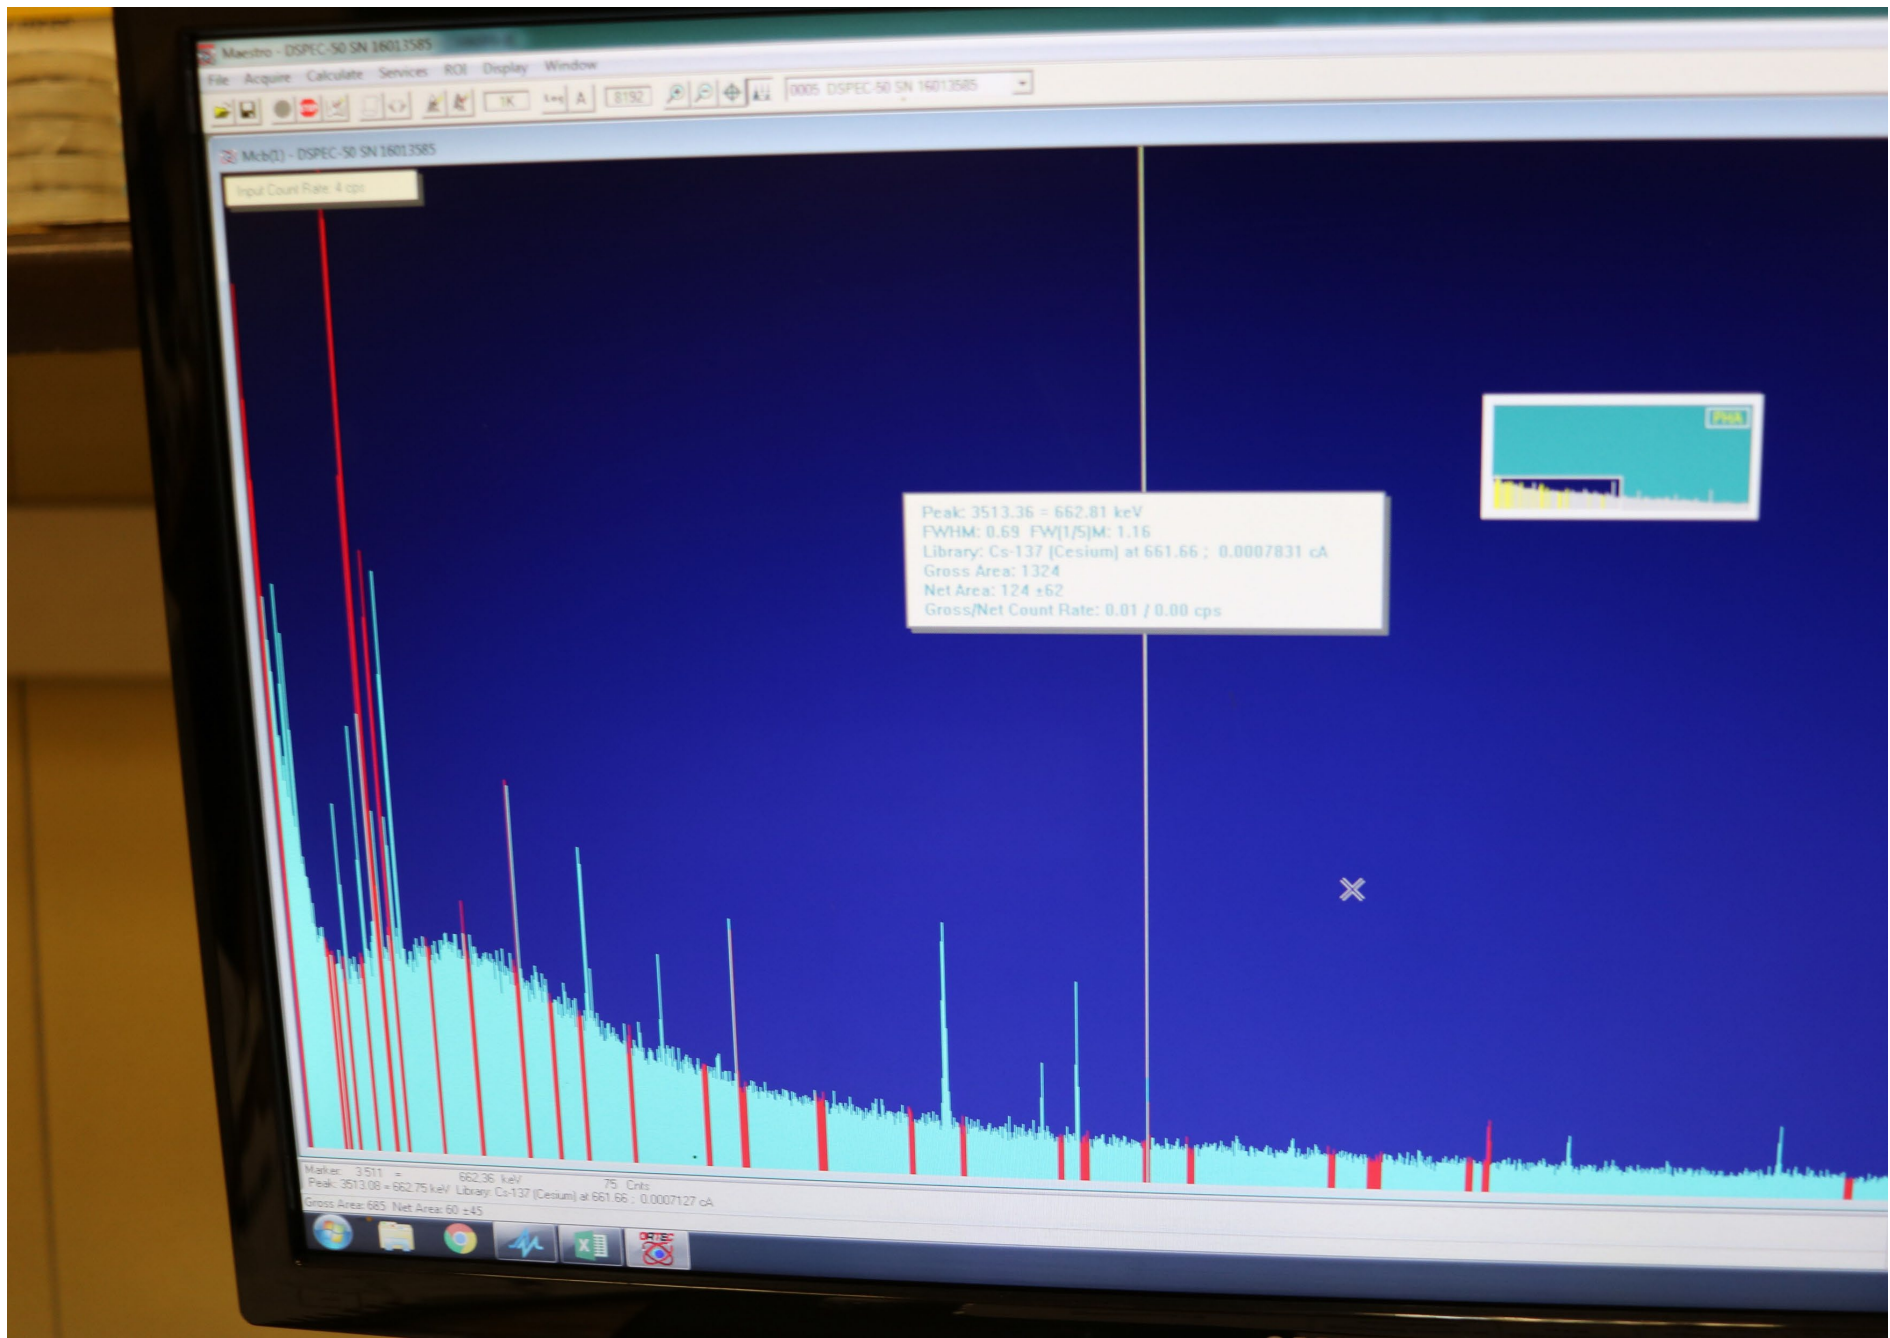 Maestro - DSPEC-50 SN 16013585
File Acquire Calculate Services ROI Display Window
1K Log A 8192 0005 DSPEC-50 SN 16013585
Mcb(1) - DSPEC-50 SN 16013585
Input Count Rate: 4 cps
PHA
Peak: 3513.36 = 662.81 keV
FWHM: 0.69 FW(1/5)M: 1.16
Library: Cs-137 (Cesium) at 661.66 ; 0.0007831 cA
Gross Area: 1324
Net Area: 124 ±62
Gross/Net Count Rate: 0.01 / 0.00 cps
Marker: 3.511 = 662.36 keV 75 Cnts
Peak: 3513.08 = 662.75 keV Library: Cs-137 (Cesium) at 661.66 ; 0.0007127 cA
Gross Area: 685 Net Area: 60 ±45
ORTEC